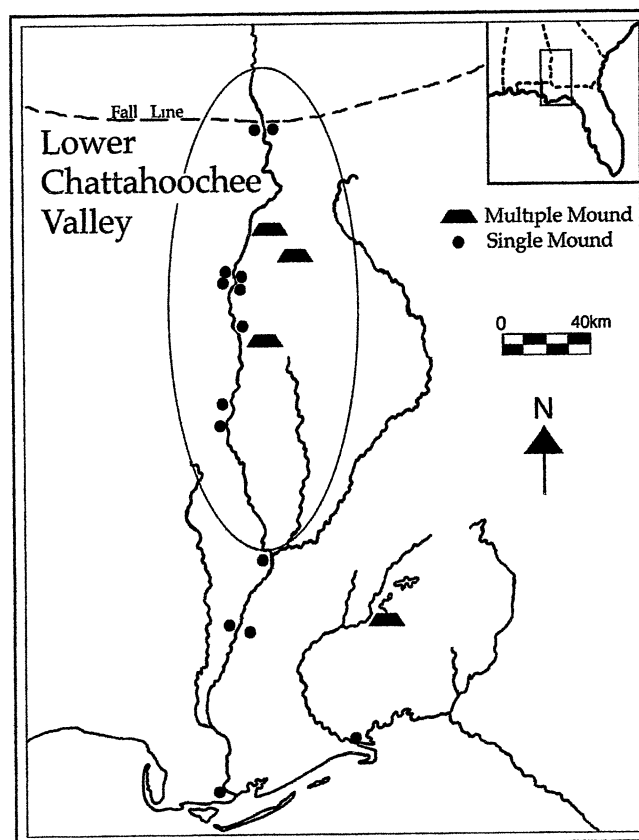 Fall Line
Lower
Chattahoochee
Valley
Multiple Mound
Single Mound
0 40km
N